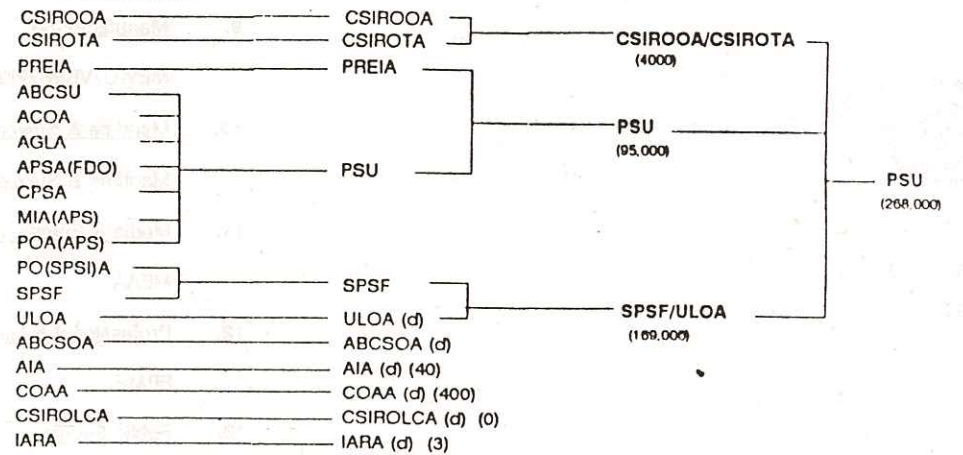 CSIROOA CSIROOA
CSIROTA CSIROTA CSIROOA/CSIROTA
(4000)
PREIA PREIA
ABCSU
ACOA
AGLA PSU
(95,000)
APSA(FDO) PSU PSU
(268.000)
CPSA
MIA(APS)
POA(APS)
PO(SPSI)A
SPSF SPSF
SPSF/ULOA
(169,000)
ULOA ULOA (d)
ABCSOA ABCSOA (d)
AIA AIA (d) (40)
COAA COAA (d) (400)
CSIROLCA CSIROLCA (d) (0)
IARA IARA (d) (3)